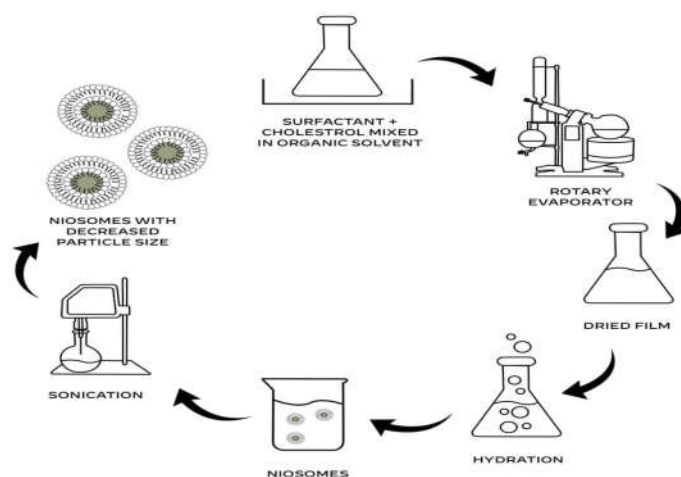 SURFACTANT +
CHOLESTROL MIXED
IN ORGANIC SOLVENT
ROTARY
EVAPORATOR
DRIED FILM
HYDRATION
NIOSOMES
SONICATION
NIOSOMES WITH
DECREASED
PARTICLE SIZE